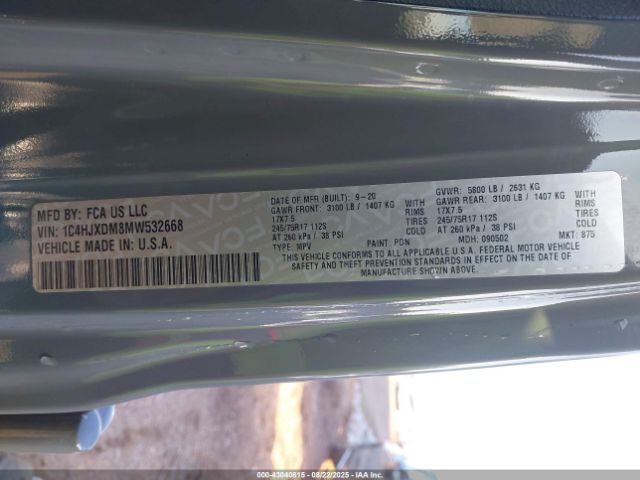 MFD BY: FCA US LLC
VIN: 1C4HJXDM8MW532668
VEHICLE MADE IN U.S.A.
DATE OF MFR (BUILT): 9-20
GAWR FRONT: 3100 LB / 1407 KG WITH
17X7.5 RIMS
245/75R17 112S TIRES
AT 260 kPa / 38 PSI COLD
TYPE: MPV PAINT: PDN
GVWR: 5800 LB / 2631 KG
GAWR REAR: 3100 LB / 1407 KG WITH
17X7.5 RIMS
245/75R17 112S TIRES
AT 260 kPa / 38 PSI COLD
MDH: 090502 MKT: 875
THIS VEHICLE CONFORMS TO ALL APPLICABLE U.S. FEDERAL MOTOR VEHICLE
SAFETY AND THEFT PREVENTION STANDARDS IN EFFECT ON THE DATE OF
MANUFACTURE SHOWN ABOVE.
© copyright 2025 - 43040815 - 08/22/2025 - IAAI